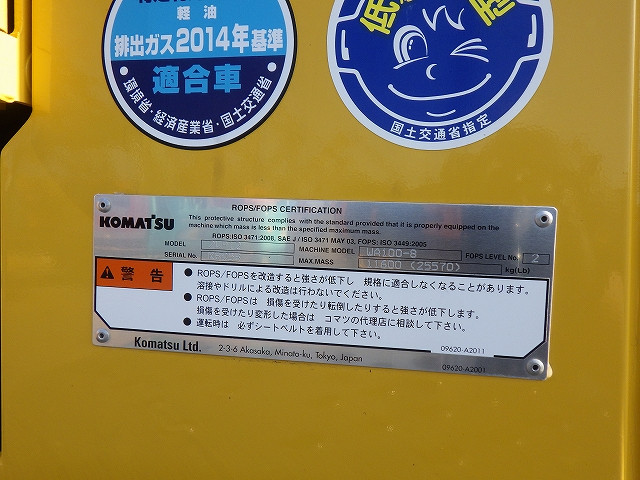 軽油
排出ガス2014年基準
適合車
環境省・経済産業省・国土交通省
低
国土交通省指定
KOMATSU
ROPS/FOPS CERTIFICATION
This protective structure complies with the standard provided that it is properly equipped on the
machine which mass is less than the specified maximum mass.
ROPS: ISO 3471:2008, SAE J / ISO 3471 MAY 03, FOPS: ISO 3449:2005
MODEL
MACHINE MODEL WA100-8
FOPS LEVEL No. 2
SERIAL No.
MAX.MASS 11600 (25570) kg(Lb)
警告
● ROPS/FOPSを改造すると強さが低下し 規格に適合しなくなることがあります。
溶接やドリルによる改造は行わないでください。
● ROPS/FOPSは 損傷を受けたり転倒したりすると強さが低下します。
損傷を受けたり変形した場合は コマツの代理店に相談して下さい。
● 運転時は 必ずシートベルトを着用して下さい。
09620-A2011
Komatsu Ltd. 2-3-6 Akasaka, Minato-ku, Tokyo, Japan
09620-A2001